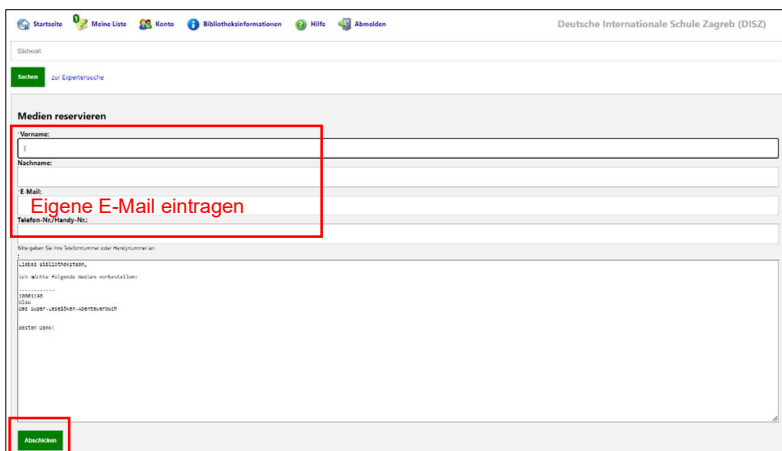 Startseite 0 Meine Liste Konto Bibliotheksinformationen Hilfe Abmelden Deutsche Internationale Schule Zagreb (DISZ)
Stichwort
Suchen zur Expertensuche
Medien reservieren
*Vorname:
Nachname:
*E-Mail:
Eigene E-Mail eintragen
Telefon-Nr./Handy-Nr.:
Bitte geben Sie Ihre Telefonnummer oder Handynummer an.
:
Liebes Bibliotheksteam,
ich möchte folgende Medien vorbestellen:
------------
Blau
Das Super-Leselöwen-Abenteuerbuch
Besten Dank!
Abschicken